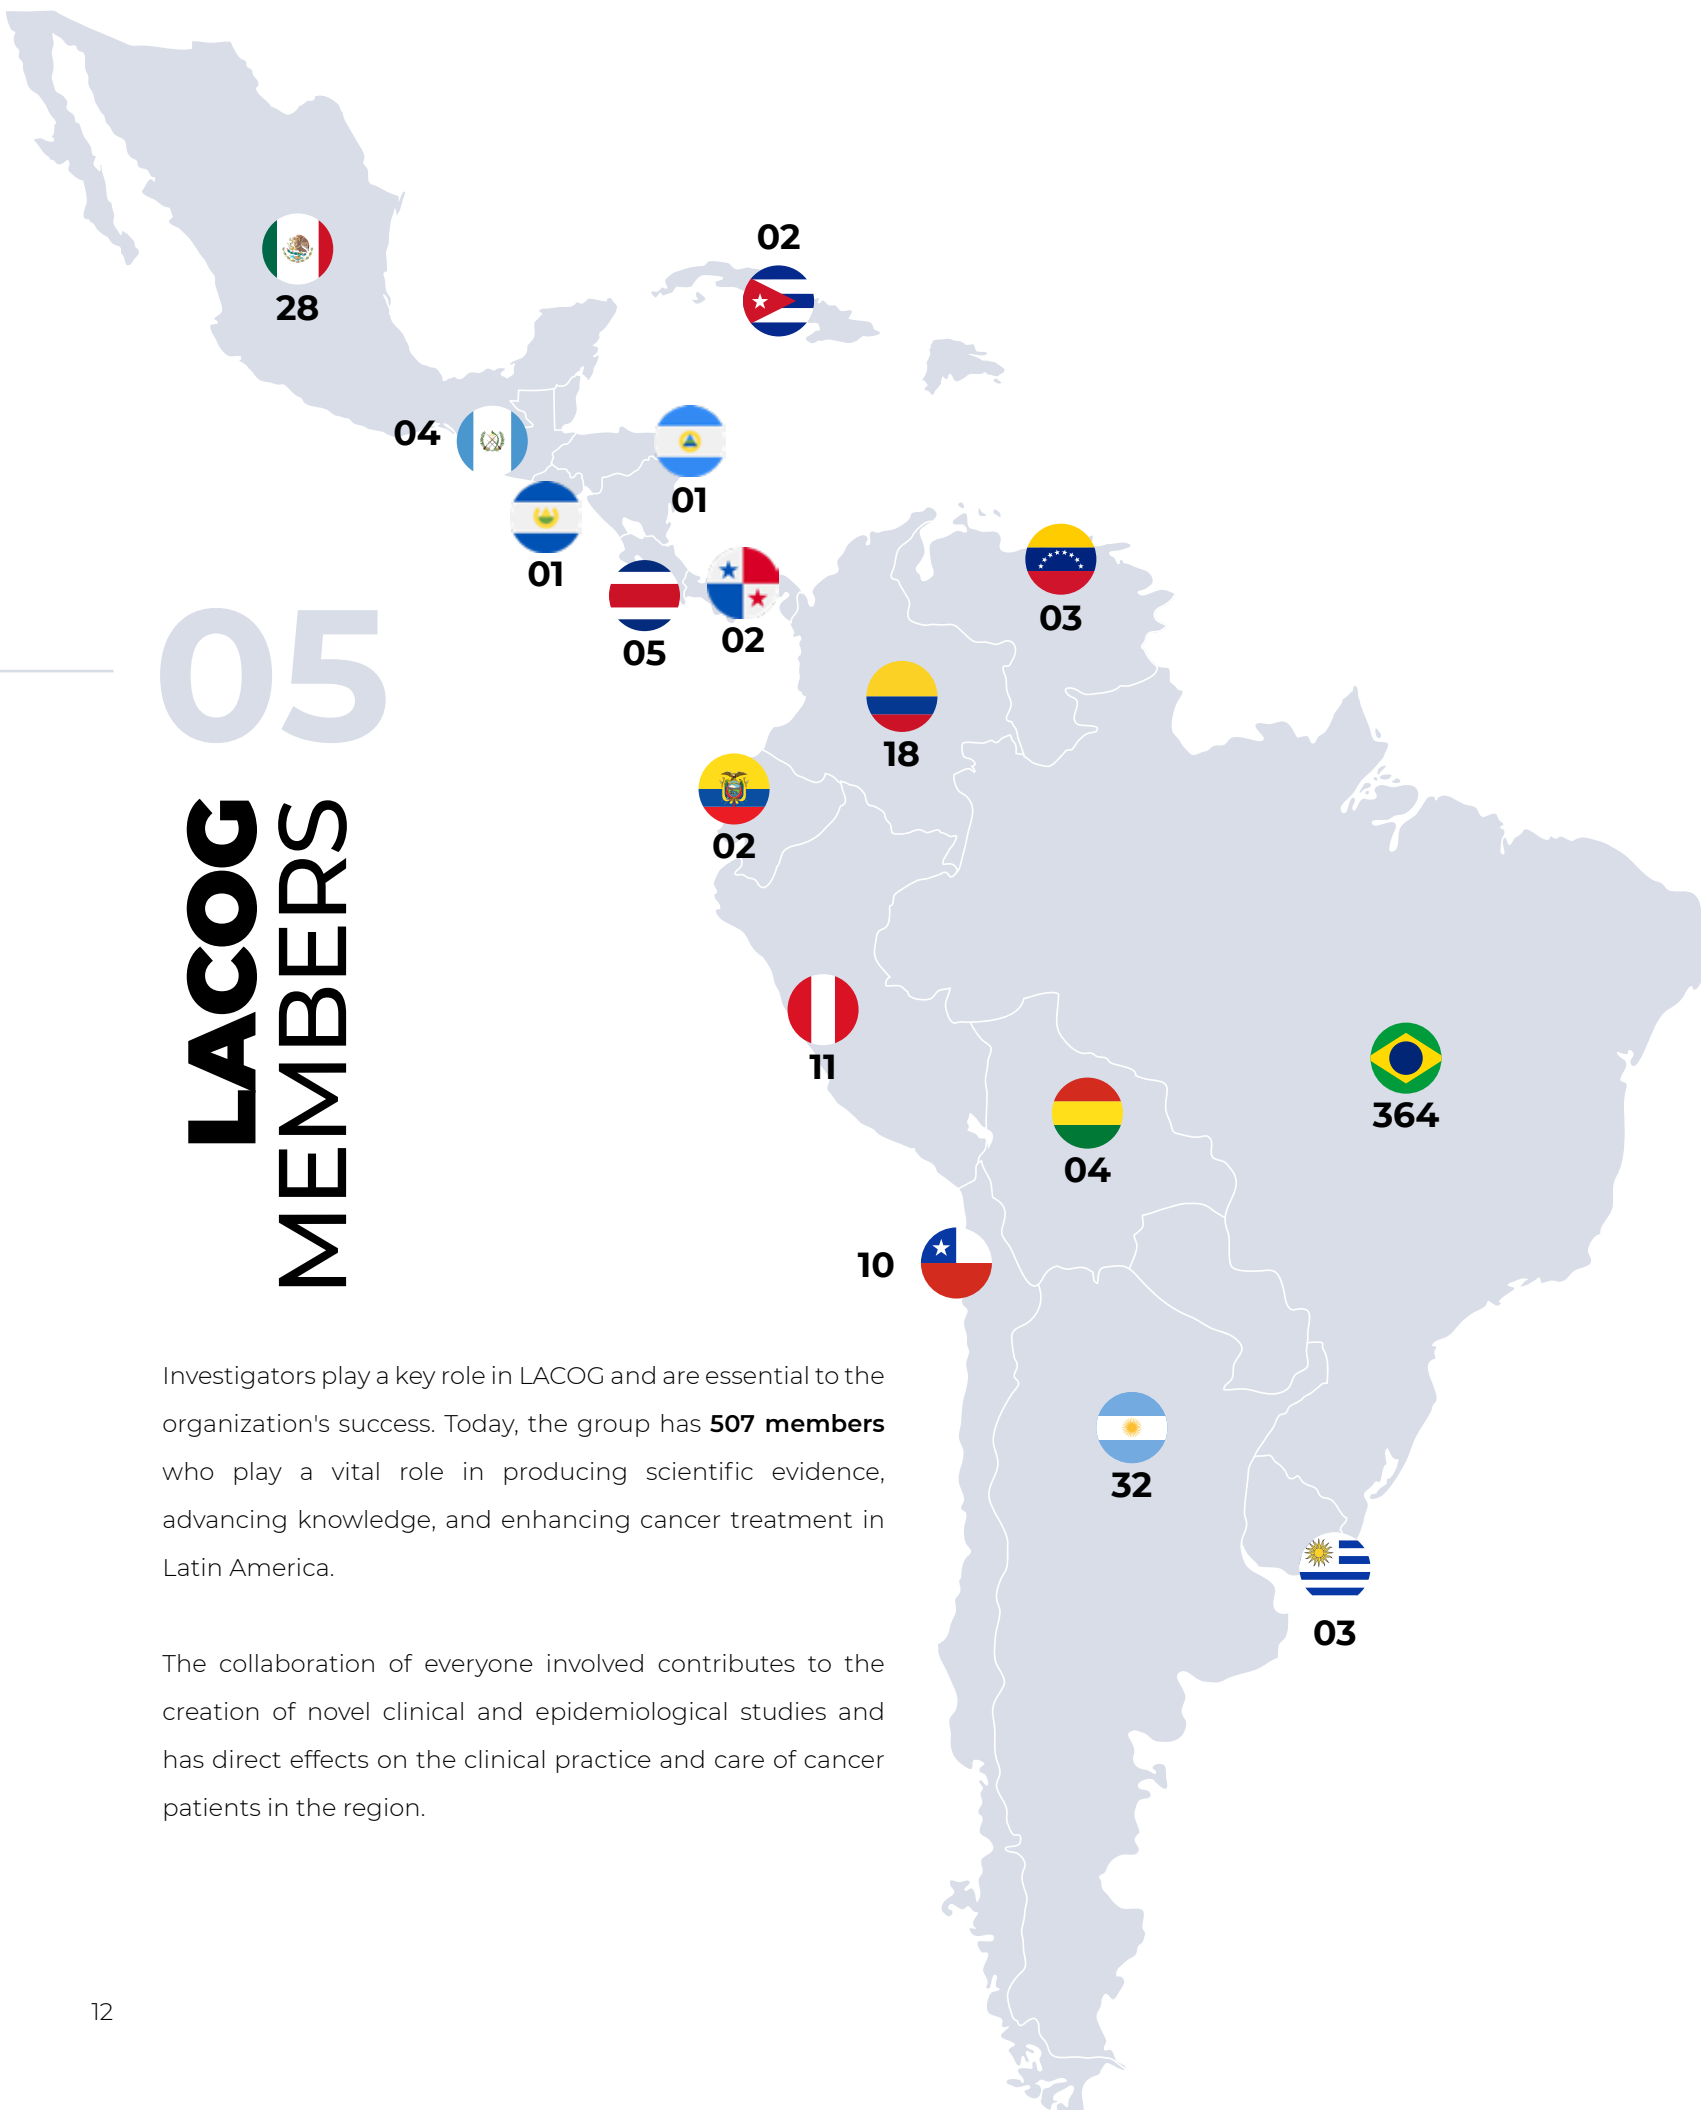 02
28
04
01
01
03
05
02
05
18
02
LACOG
MEMBERS
11
364
04
10
32
03
Investigators play a key role in LACOG and are essential to the
organization's success. Today, the group has 507 members
who play a vital role in producing scientific evidence,
advancing knowledge, and enhancing cancer treatment in
Latin America.
The collaboration of everyone involved contributes to the
creation of novel clinical and epidemiological studies and
has direct effects on the clinical practice and care of cancer
patients in the region.
12